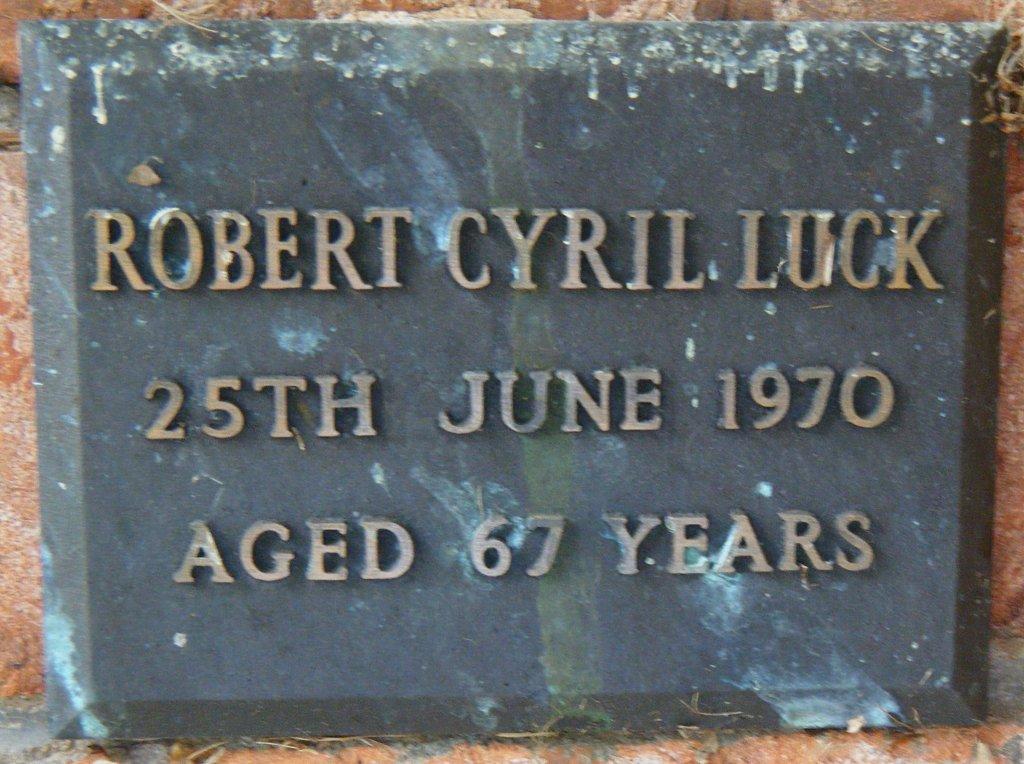 ROBERT CYRIL LUCK
25TH JUNE 1970
AGED 67 YEARS